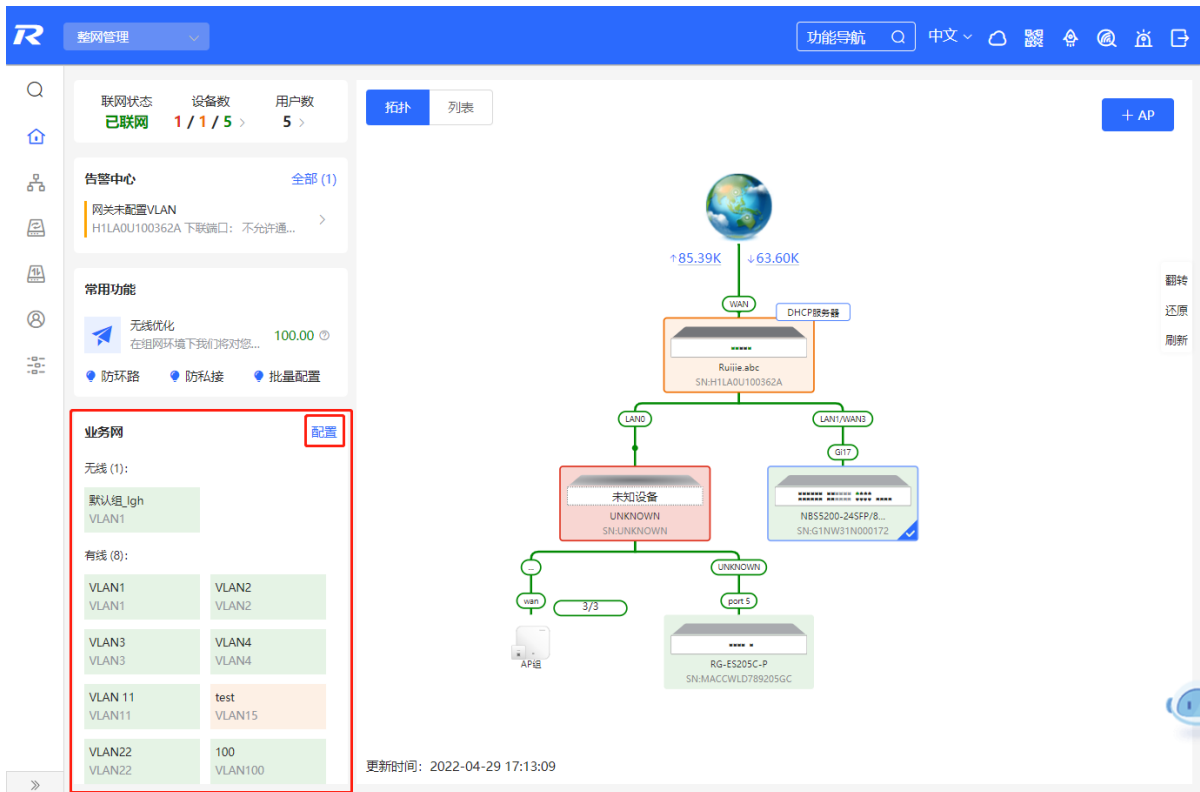 整网管理
功能导航
中文
联网状态 设备数 用户数
已联网 1 / 1 / 5 > 5 >
告警中心 全部 (1)
网关未配置VLAN
H1LA0U100362A 下联端口： 不允许通...
常用功能
无线优化
在组网环境下我们将对您... 100.00
防环路 防私接 批量配置
业务网 配置
无线 (1):
默认组_lgh
VLAN1
有线 (8):
VLAN1 VLAN2
VLAN1 VLAN2
VLAN3 VLAN4
VLAN3 VLAN4
VLAN 11 test
VLAN11 VLAN15
VLAN22 100
VLAN22 VLAN100
拓扑 列表
+ AP
↑85.39K ↓63.60K
WAN
DHCP服务器
Ruijie.abc
SN:H1LA0U100362A
LAN0 LAN1/WAN3
Gi17
未知设备
UNKNOWN
SN:UNKNOWN
NBS5200-24SFP/8...
SN:G1NW31N000172
... UNKNOWN
wan 3/3 port 5
AP组
RG-ES205C-P
SN:MACCWLD789205GC
翻转
还原
刷新
更新时间：2022-04-29 17:13:09